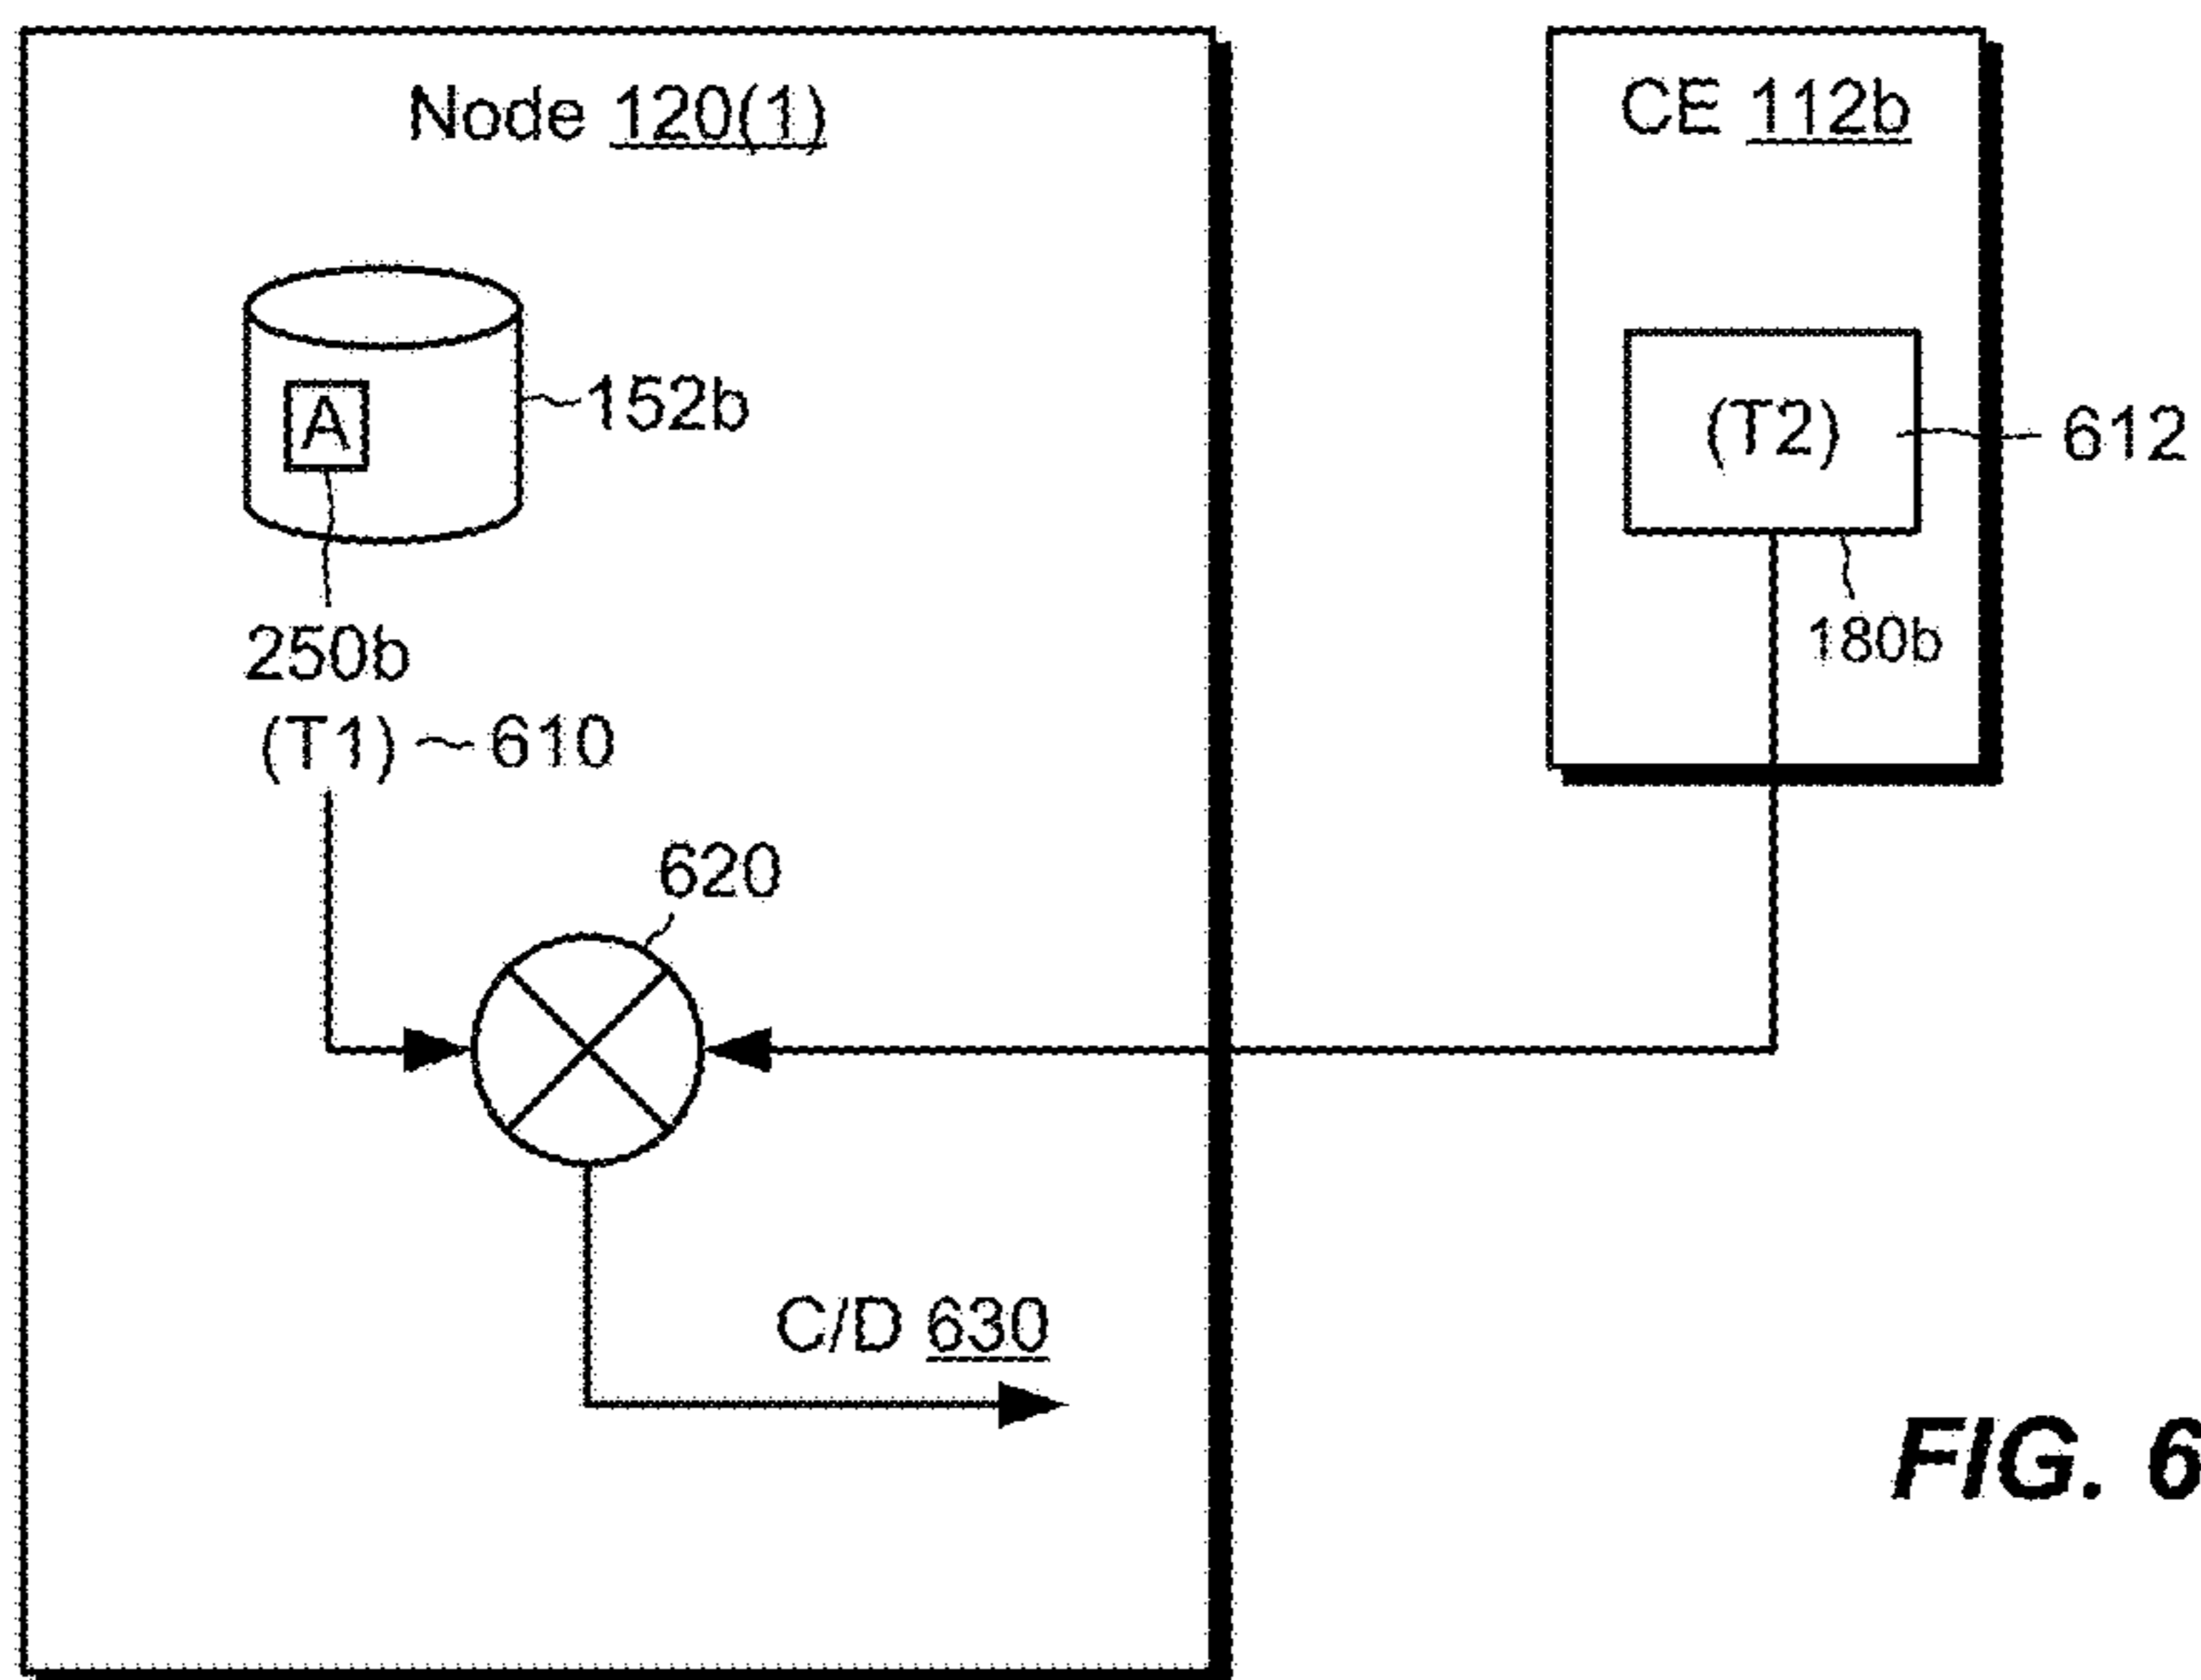 Node 120(1)
CE 112b
A
152b
(T2)
612
250b
180b
(T1)
610
620
C/D 630
FIG. 6